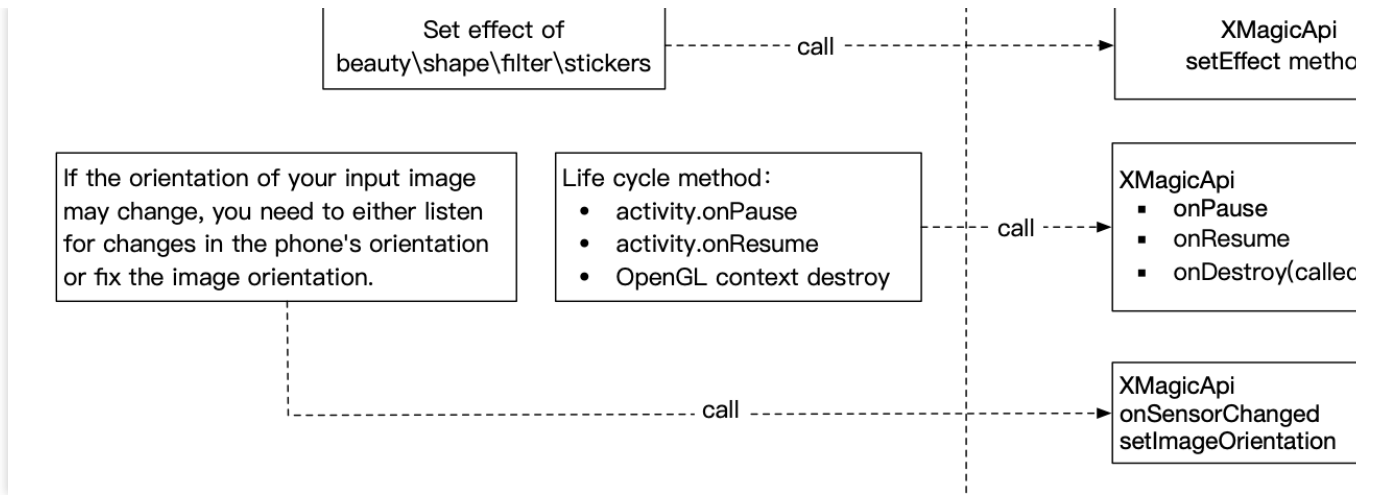 Set effect of
beauty\shape\filter\stickers
call
XMagicApi
setEffect
If the orientation of your input image
may change, you need to either listen
for changes in the phone's orientation
or fix the image orientation.
Life cycle method:
• activity.onPause
• activity.onResume
• OpenGL context destroy
call
XMagicApi
▪ onPause
▪ onResume
▪ onDestroy(
call
XMagicApi
onSensorChanged
setImageOrientation